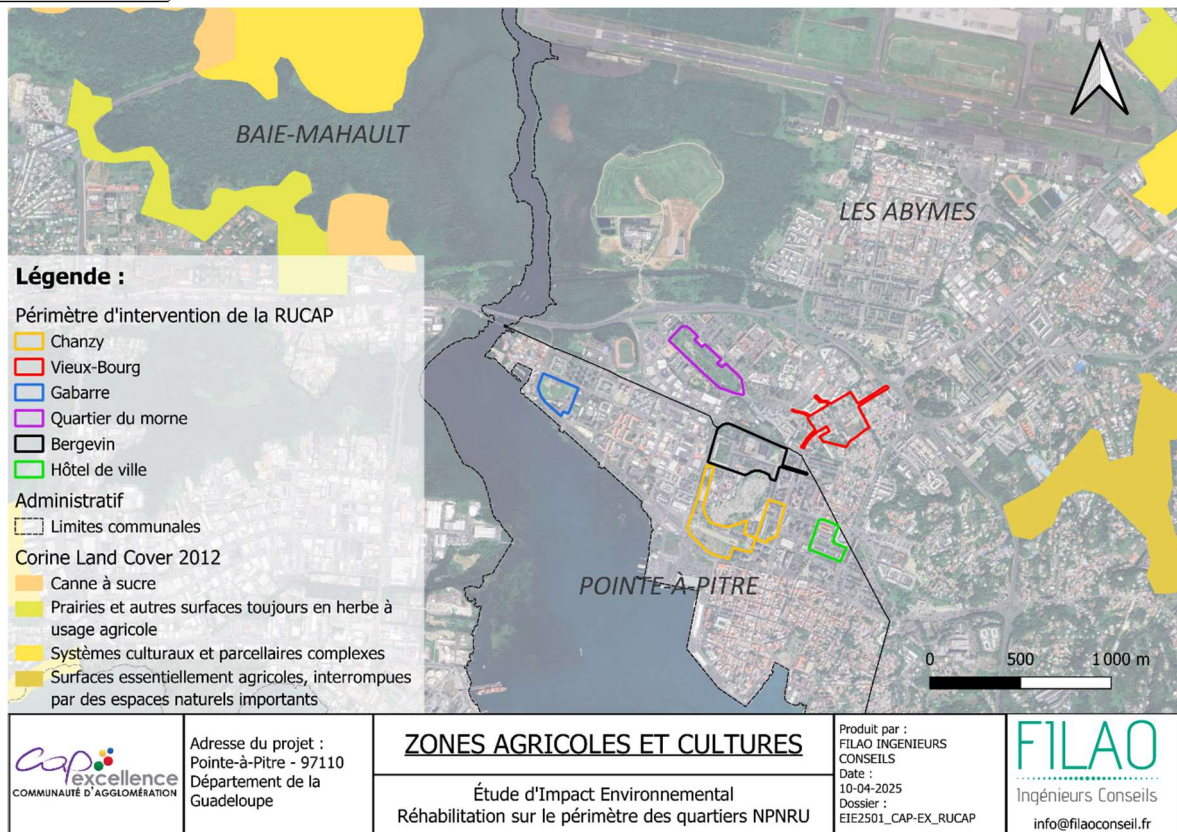 BAIE-MAHAULT
LES ABYMES
POINTE-À-PITRE
Légende :
Périmètre d'intervention de la RUCAP
Chanzy
Vieux-Bourg
Gabarre
Quartier du morne
Bergevin
Hôtel de ville
Administratif
Limites communales
Corine Land Cover 2012
Canne à sucre
Prairies et autres surfaces toujours en herbe à
usage agricole
Systèmes culturaux et parcellaires complexes
Surfaces essentiellement agricoles, interrompues
par des espaces naturels importants
0 500 1 000 m
Cap excellence
COMMUNAUTÉ D'AGGLOMÉRATION
Adresse du projet :
Pointe-à-Pitre - 97110
Département de la
Guadeloupe
ZONES AGRICOLES ET CULTURES
Étude d'Impact Environnemental
Réhabilitation sur le périmètre des quartiers NPNRU
Produit par :
FILAO INGENIEURS
CONSEILS
Date :
10-04-2025
Dossier :
EIE2501_CAP-EX_RUCAP
FILAO
Ingénieurs Conseils
info@filaoconseil.fr